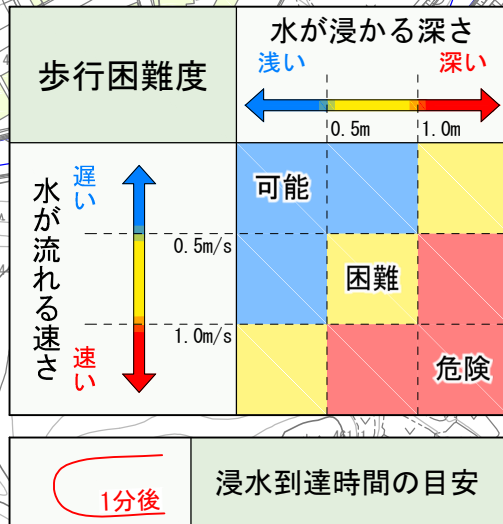 歩行困難度
水が浸かる深さ
浅い
深い
0.5m
1.0m
水が流れる速さ
遅い
速い
0.5m/s
1.0m/s
可能
困難
危険
1分後
浸水到達時間の目安